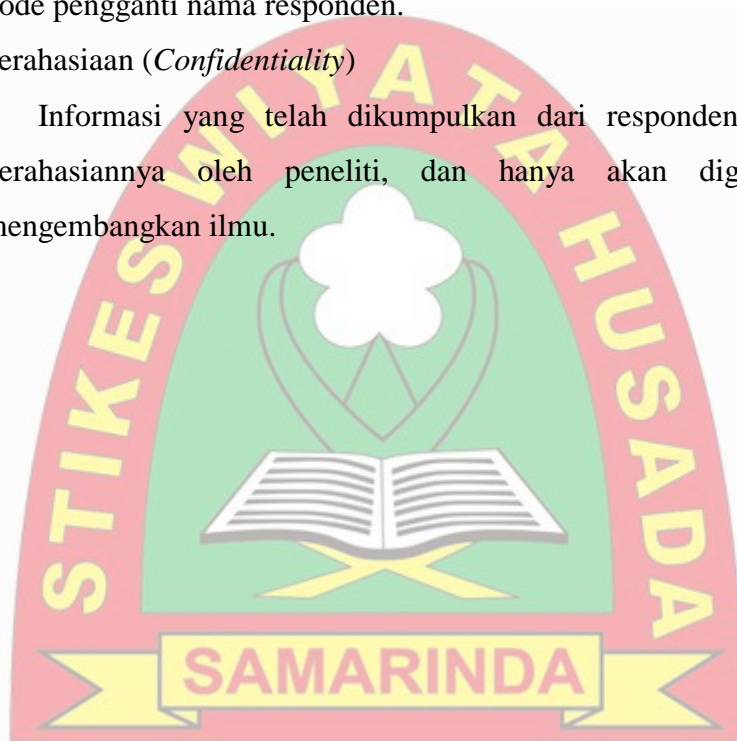 ode pengganti nama responden.
erahasiaan (Confidentiality)
Informasi yang telah dikumpulkan dari responden
erahasiannya oleh peneliti, dan hanya akan dig
nengembangkan ilmu.
STIKES WIYATA HUSADA
SAMARINDA